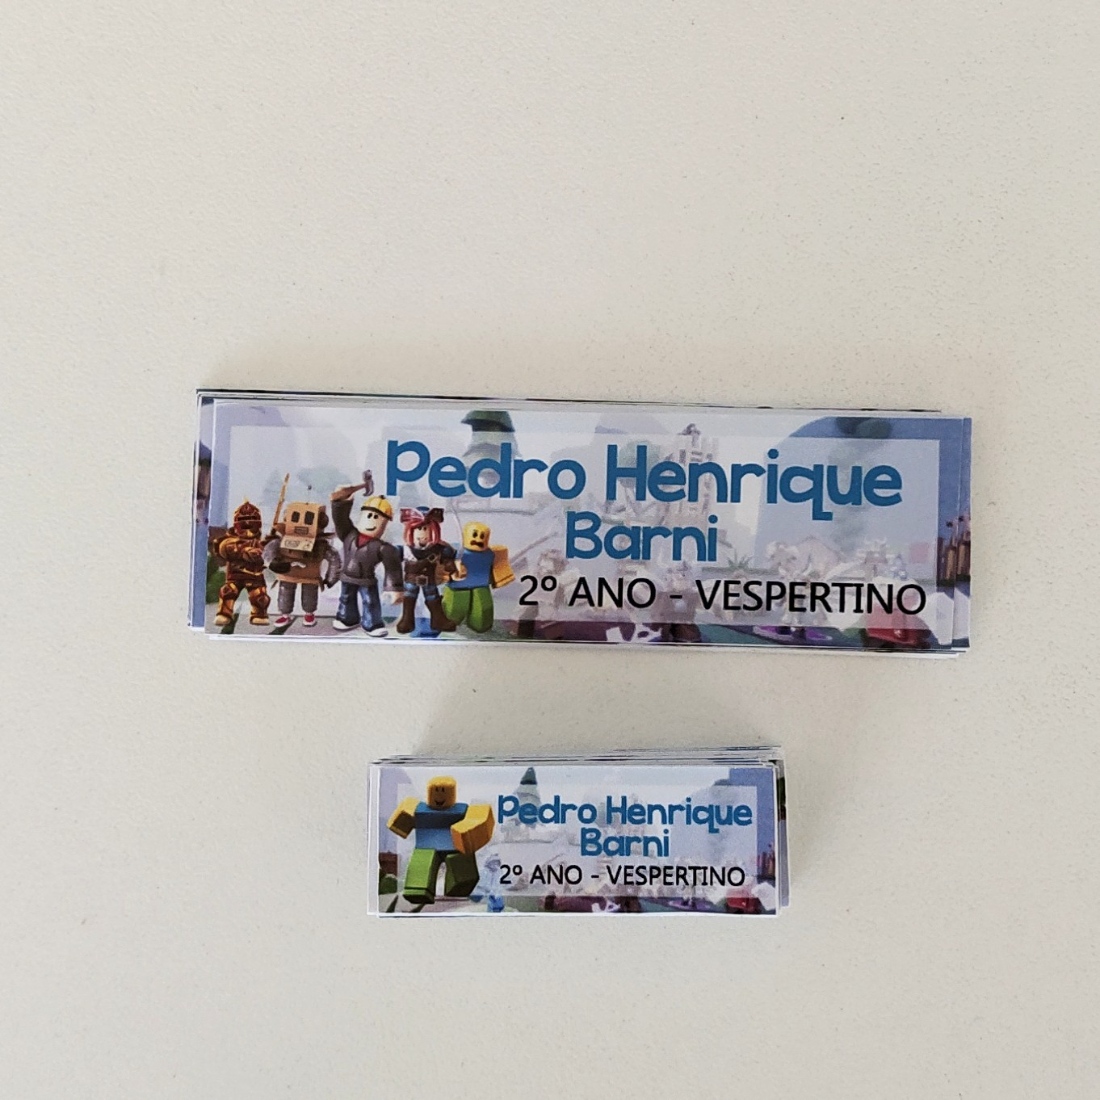 Pedro Henrique
Barni
2º ANO - VESPERTINO
Pedro Henrique
Barni
2º ANO - VESPERTINO